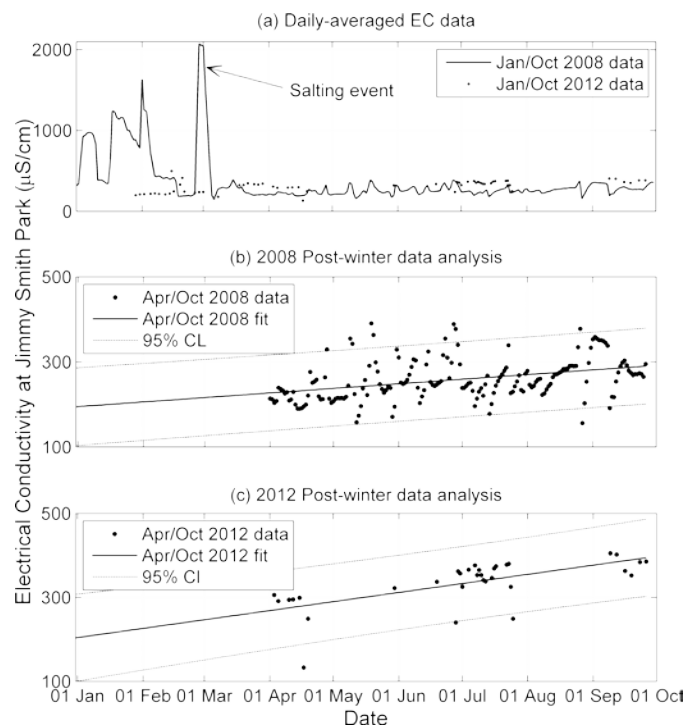 (a) Daily-averaged EC data
2000
1000
0
Jan/Oct 2008 data
Jan/Oct 2012 data
Salting event
Electrical Conductivity at Jimmy Smith Park (µS/cm)
(b) 2008 Post-winter data analysis
500
300
100
Apr/Oct 2008 data
Apr/Oct 2008 fit
95% CL
(c) 2012 Post-winter data analysis
500
300
100
Apr/Oct 2012 data
Apr/Oct 2012 fit
95% CI
01 Jan 01 Feb 01 Mar 01 Apr 01 May 01 Jun 01 Jul 01 Aug 01 Sep 01 Oct
Date